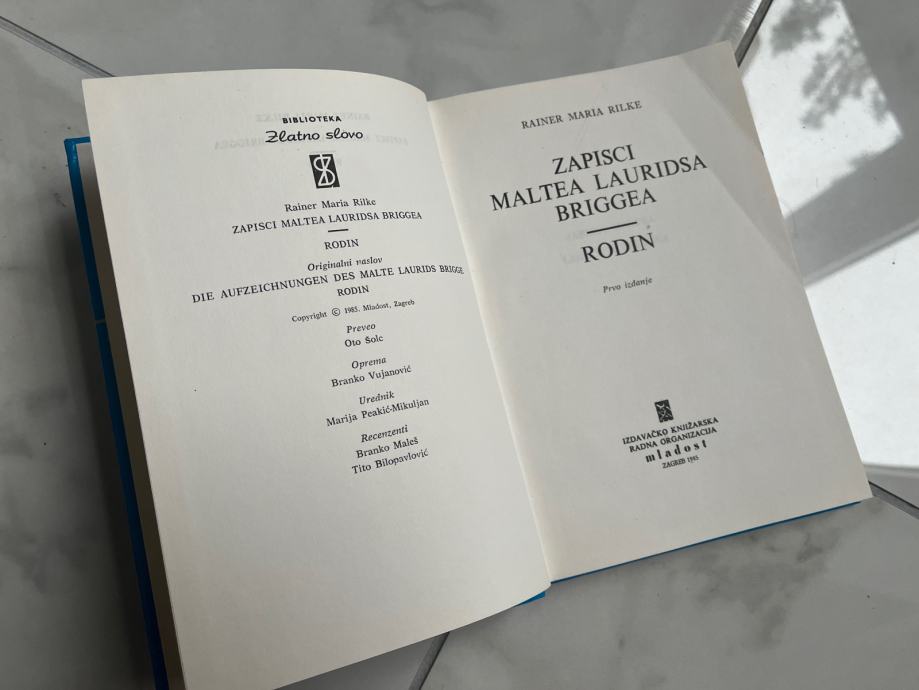 BIBLIOTEKA
Zlatno slovo
Rainer Maria Rilke
ZAPISCI MALTEA LAURIDSA BRIGGEA
RODIN
Originalni naslov
DIE AUFZEICHNUNGEN DES MALTE LAURIDS BRIGGE
RODIN
Copyright © 1985. Mladost, Zagreb
Preveo
Oto Šolc
Oprema
Branko Vujanović
Urednik
Marija Peakić-Mikuljan
Recenzenti
Branko Maleš
Tito Bilopavlović
RAINER MARIA RILKE
ZAPISCI
MALTEA LAURIDSA
BRIGGEA
RODIN
Prvo izdanje
IZDAVAČKO KNJIŽARSKA
RADNA ORGANIZACIJA
mladost
ZAGREB 1985